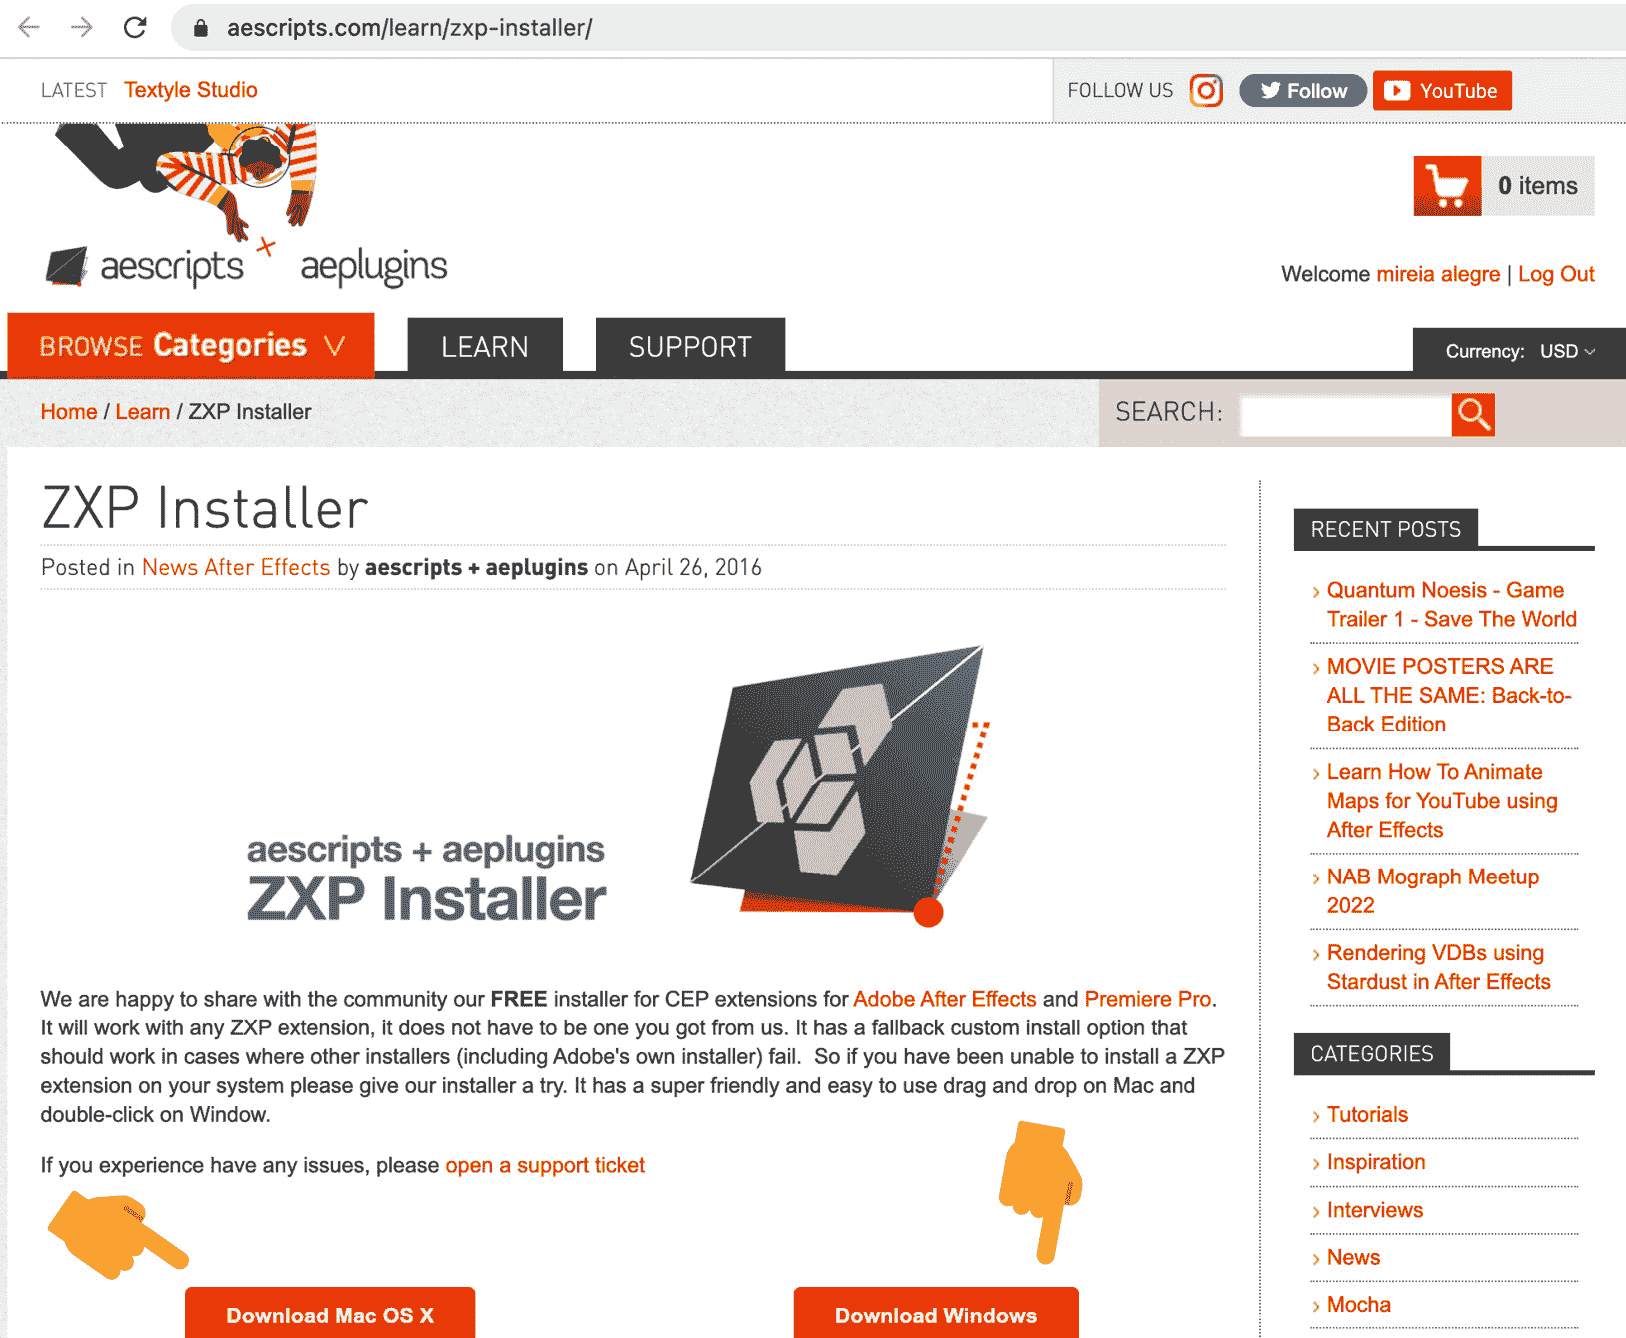 aescripts.com/learn/zxp-installer/
LATEST Textyle Studio
FOLLOW US Follow YouTube
0 items
aescripts + aeplugins
Welcome mireia alegre | Log Out
BROWSE Categories LEARN SUPPORT
Currency: USD
Home / Learn / ZXP Installer
SEARCH:
ZXP Installer
Posted in News After Effects by aescripts + aeplugins on April 26, 2016
aescripts + aeplugins
ZXP Installer
We are happy to share with the community our FREE installer for CEP extensions for Adobe After Effects and Premiere Pro.
It will work with any ZXP extension, it does not have to be one you got from us. It has a fallback custom install option that
should work in cases where other installers (including Adobe's own installer) fail.  So if you have been unable to install a ZXP
extension on your system please give our installer a try. It has a super friendly and easy to use drag and drop on Mac and
double-click on Window.
If you experience have any issues, please open a support ticket
Download Mac OS X
Download Windows
RECENT POSTS
Quantum Noesis - Game
Trailer 1 - Save The World
MOVIE POSTERS ARE
ALL THE SAME: Back-to-
Back Edition
Learn How To Animate
Maps for YouTube using
After Effects
NAB Mograph Meetup
2022
Rendering VDBs using
Stardust in After Effects
CATEGORIES
Tutorials
Inspiration
Interviews
News
Mocha